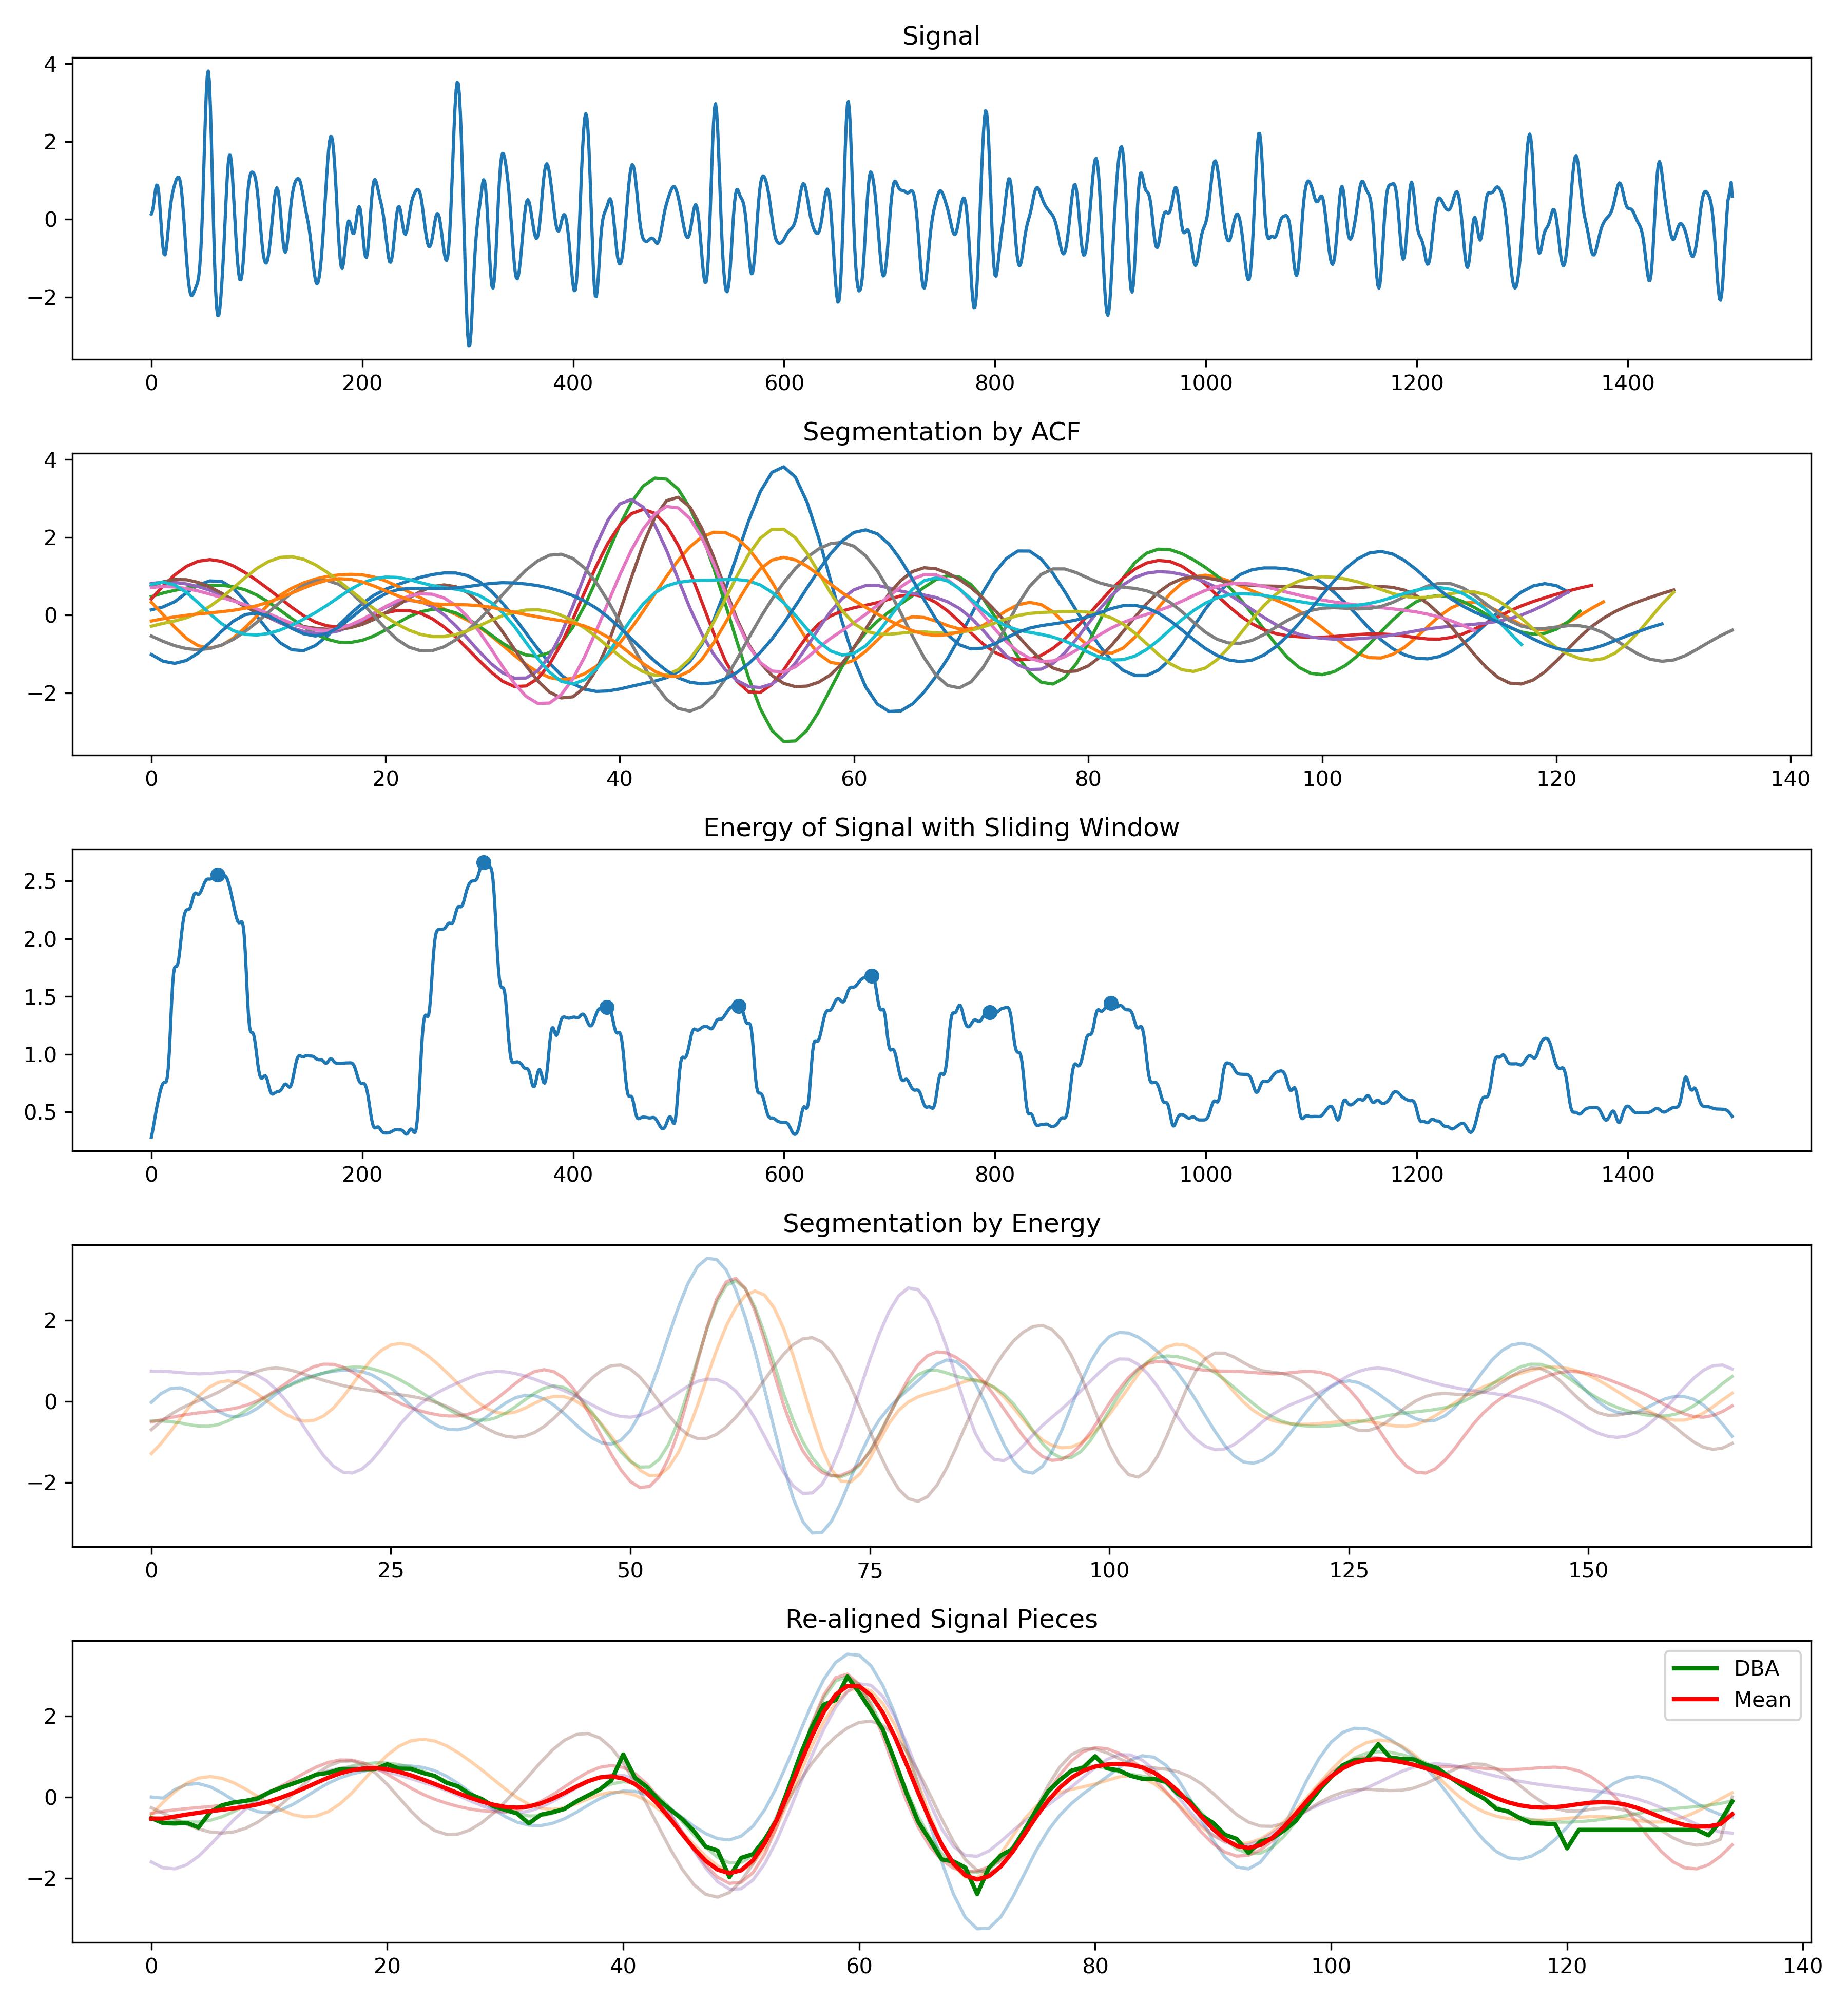 Signal
4
2
0
−2
0 200 400 600 800 1000 1200 1400
Segmentation by ACF
4
2
0
−2
0 20 40 60 80 100 120 140
Energy of Signal with Sliding Window
2.5
2.0
1.5
1.0
0.5
0 200 400 600 800 1000 1200 1400
Segmentation by Energy
2
0
−2
0 25 50 75 100 125 150
Re-aligned Signal Pieces
DBA
Mean
2
0
−2
0 20 40 60 80 100 120 140